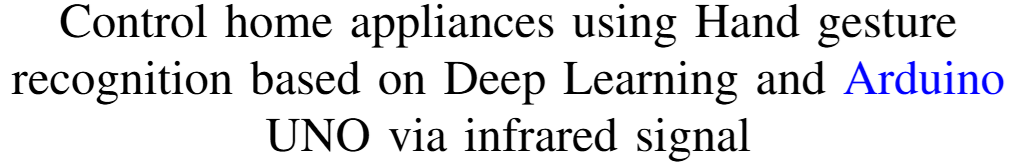 Control home appliances using Hand gesture
recognition based on Deep Learning and Arduino
UNO via infrared signal